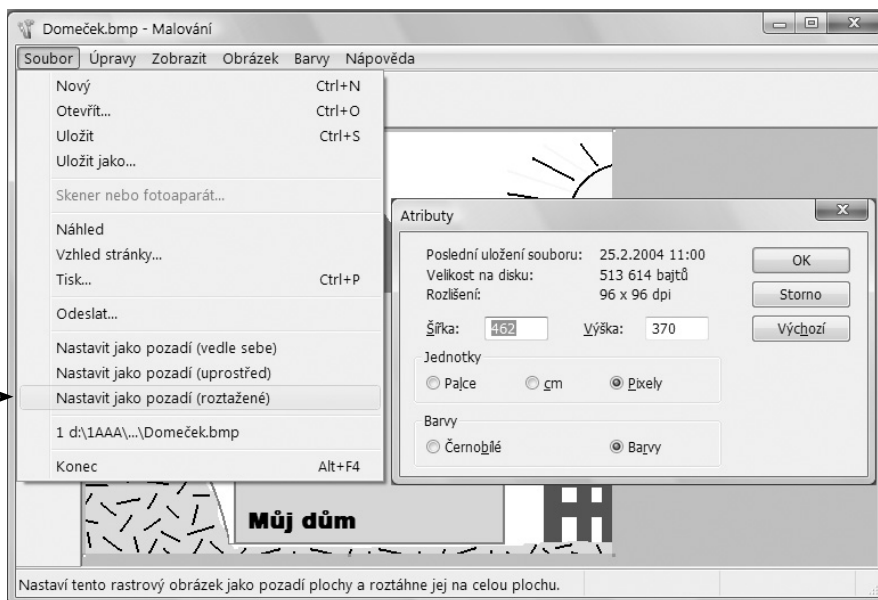 Domeček.bmp - Malování
Soubor Úpravy Zobrazit Obrázek Barvy Nápověda
Nový Ctrl+N
Otevřít... Ctrl+O
Uložit Ctrl+S
Uložit jako...
Skener nebo fotoaparát...
Náhled
Vzhled stránky...
Tisk... Ctrl+P
Odeslat...
Nastavit jako pozadí (vedle sebe)
Nastavit jako pozadí (uprostřed)
Nastavit jako pozadí (roztažené)
1 d:\1AAA\...\Domeček.bmp
Konec Alt+F4
Atributy
Poslední uložení souboru: 25.2.2004 11:00
Velikost na disku: 513 614 bajtů
Rozlišení: 96 x 96 dpi
Šířka: 462 Výška: 370
Jednotky
Palce cm Pixely
Barvy
Černobílé Barvy
OK
Storno
Výchozí
Můj dům
Nastaví tento rastrový obrázek jako pozadí plochy a roztáhne jej na celou plochu.